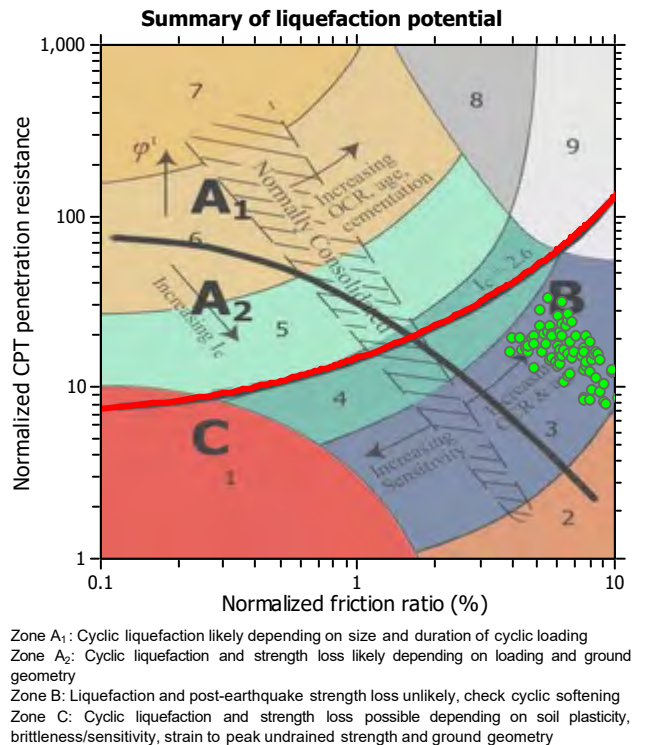 Summary of liquefaction potential
1,000
7
8
9
φ'
Increasing
OCR, age,
cementation
A1
Normally Consolidated
100
6
Ic = 2.6
B
A2
Increasing Ic
5
10
4
Increasing
OCR &
3
C
1
Increasing
Sensitivity
2
1
0.1
1
10
Normalized CPT penetration resistance
Normalized friction ratio (%)
Zone A1: Cyclic liquefaction likely depending on size and duration of cyclic loading
Zone A2: Cyclic liquefaction and strength loss likely depending on loading and ground
geometry
Zone B: Liquefaction and post-earthquake strength loss unlikely, check cyclic softening
Zone C: Cyclic liquefaction and strength loss possible depending on soil plasticity,
brittleness/sensitivity, strain to peak undrained strength and ground geometry